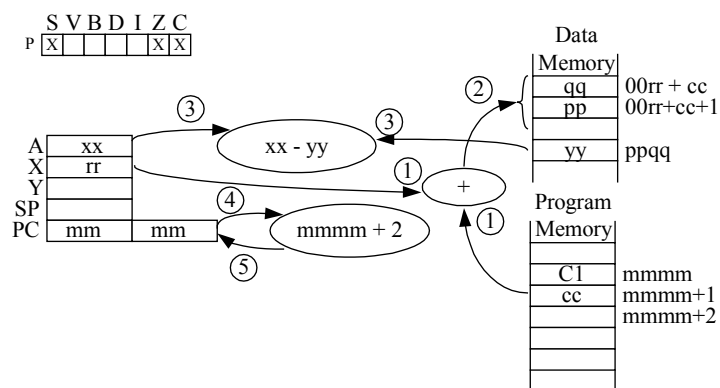 S V B D I Z C
P X X X
Data
Memory
qq 00rr + cc
pp 00rr+cc+1
yy ppqq
2
3
3
xx - yy
A xx
X rr
Y
SP
PC mm mm
1
+
1
4
mmmm + 2
5
Program
Memory
C1 mmmm
cc mmmm+1
mmmm+2